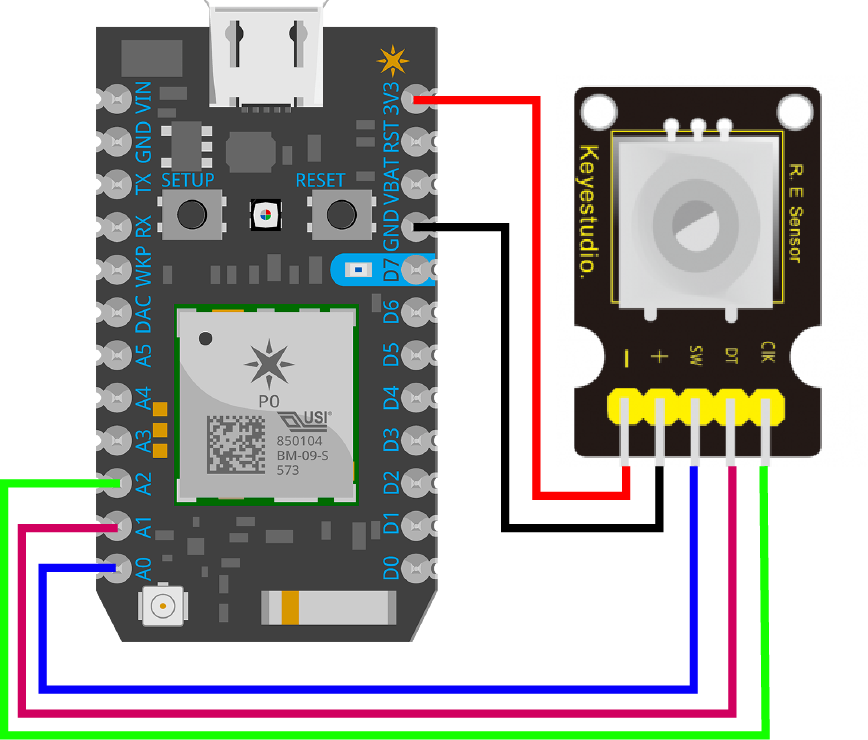 VIN
GND
TX
RX
WKP
DAC
A5
A4
A3
A2
A1
A0
SETUP
RESET
3V3
RST
VBAT
GND
D7
D6
D5
D4
D3
D2
D1
D0
P0
USI®
850104
BM-09-S
573
Keyestudio.
R. E Sensor
−
+
SW
DT
ClK